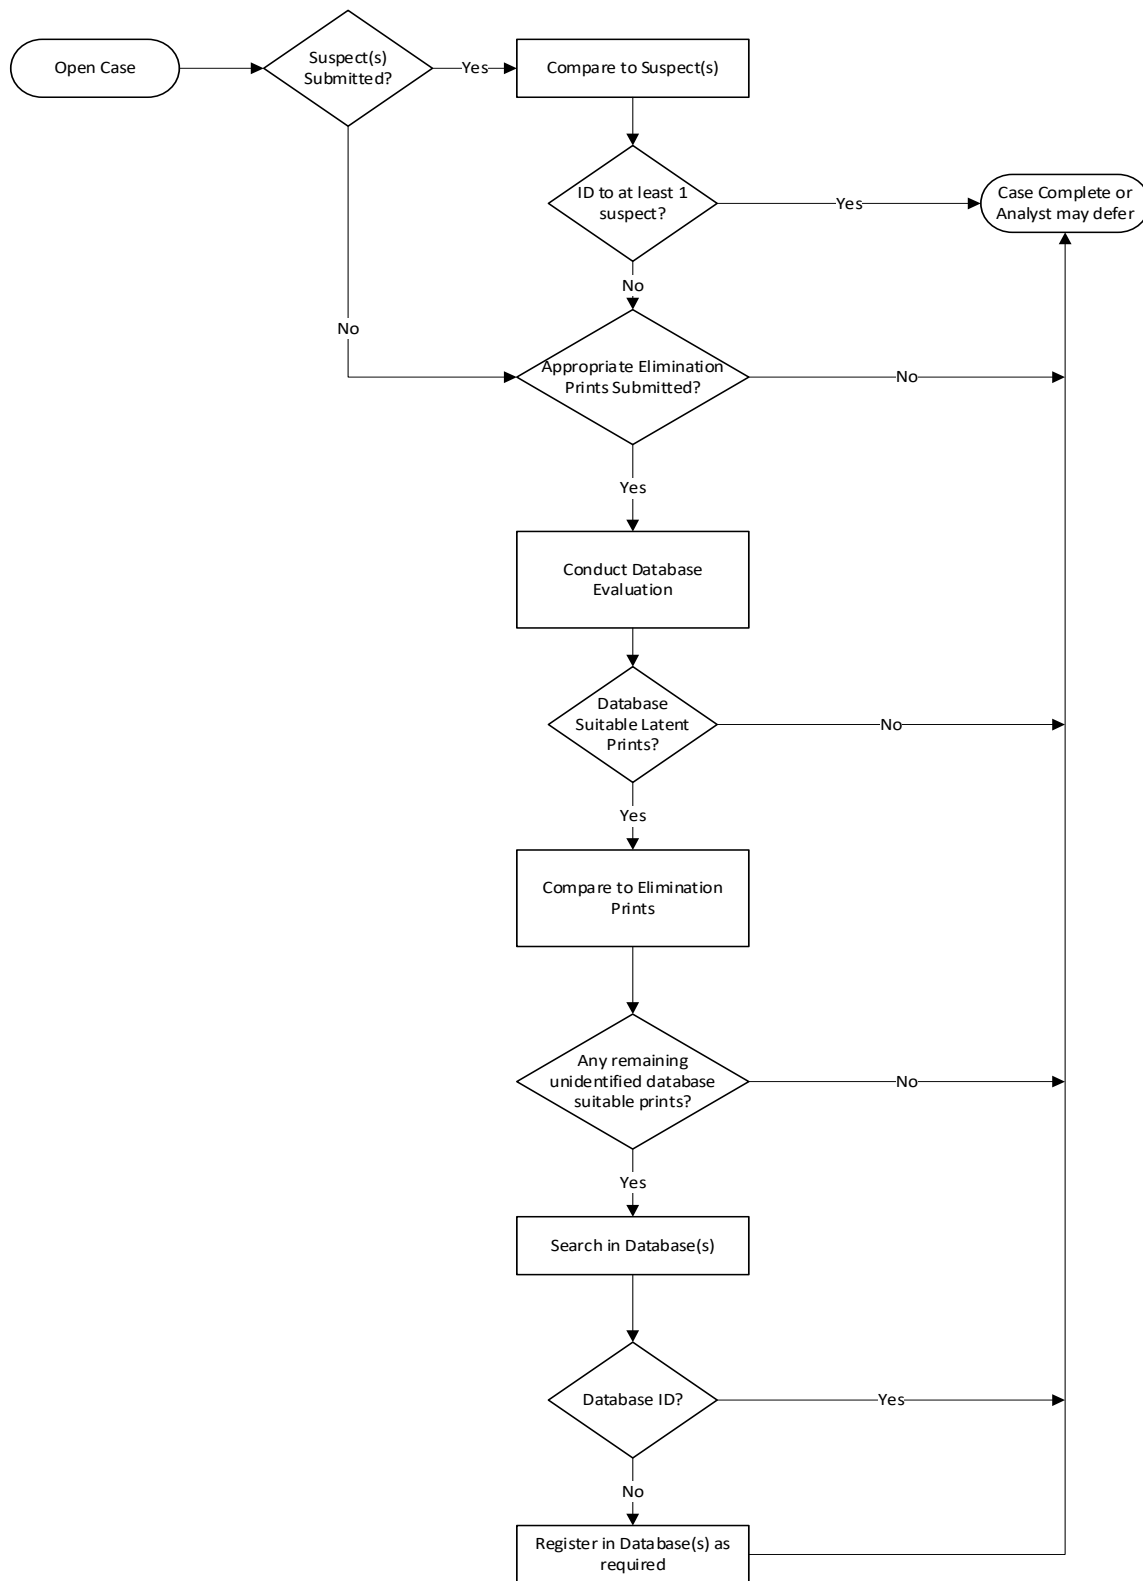 Open Case
Suspect(s)
Submitted?
Yes
Compare to Suspect(s)
ID to at least 1
suspect?
Yes
Case Complete or
Analyst may defer
No
No
Appropriate Elimination
Prints Submitted?
No
Yes
Conduct Database
Evaluation
Database
Suitable Latent
Prints?
No
Yes
Compare to Elimination
Prints
Any remaining
unidentified database
suitable prints?
No
Yes
Search in Database(s)
Database ID?
Yes
No
Register in Database(s) as
required